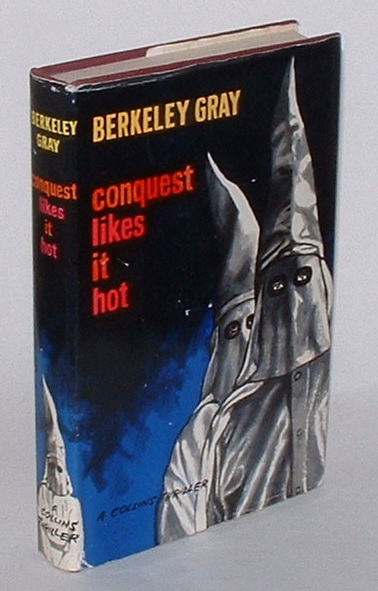 BERKELEY
GRAY
conquest
likes
it
hot
A
COLLINS
THRILLER
BERKELEY GRAY
conquest
likes
it
hot
A COLLINS THRILLER